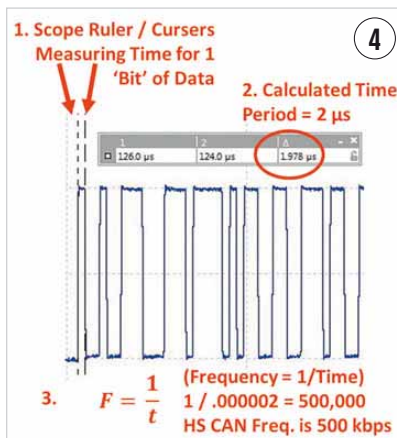 1. Scope Ruler / Cursers
Measuring Time for 1
‘Bit’ of Data
4
2. Calculated Time
Period = 2 µs
1 2 Δ
126.0 µs 124.0 µs 1.978 µs
3. F = 1/t
(Frequency = 1/Time)
1 / .000002 = 500,000
HS CAN Freq. is 500 kbps